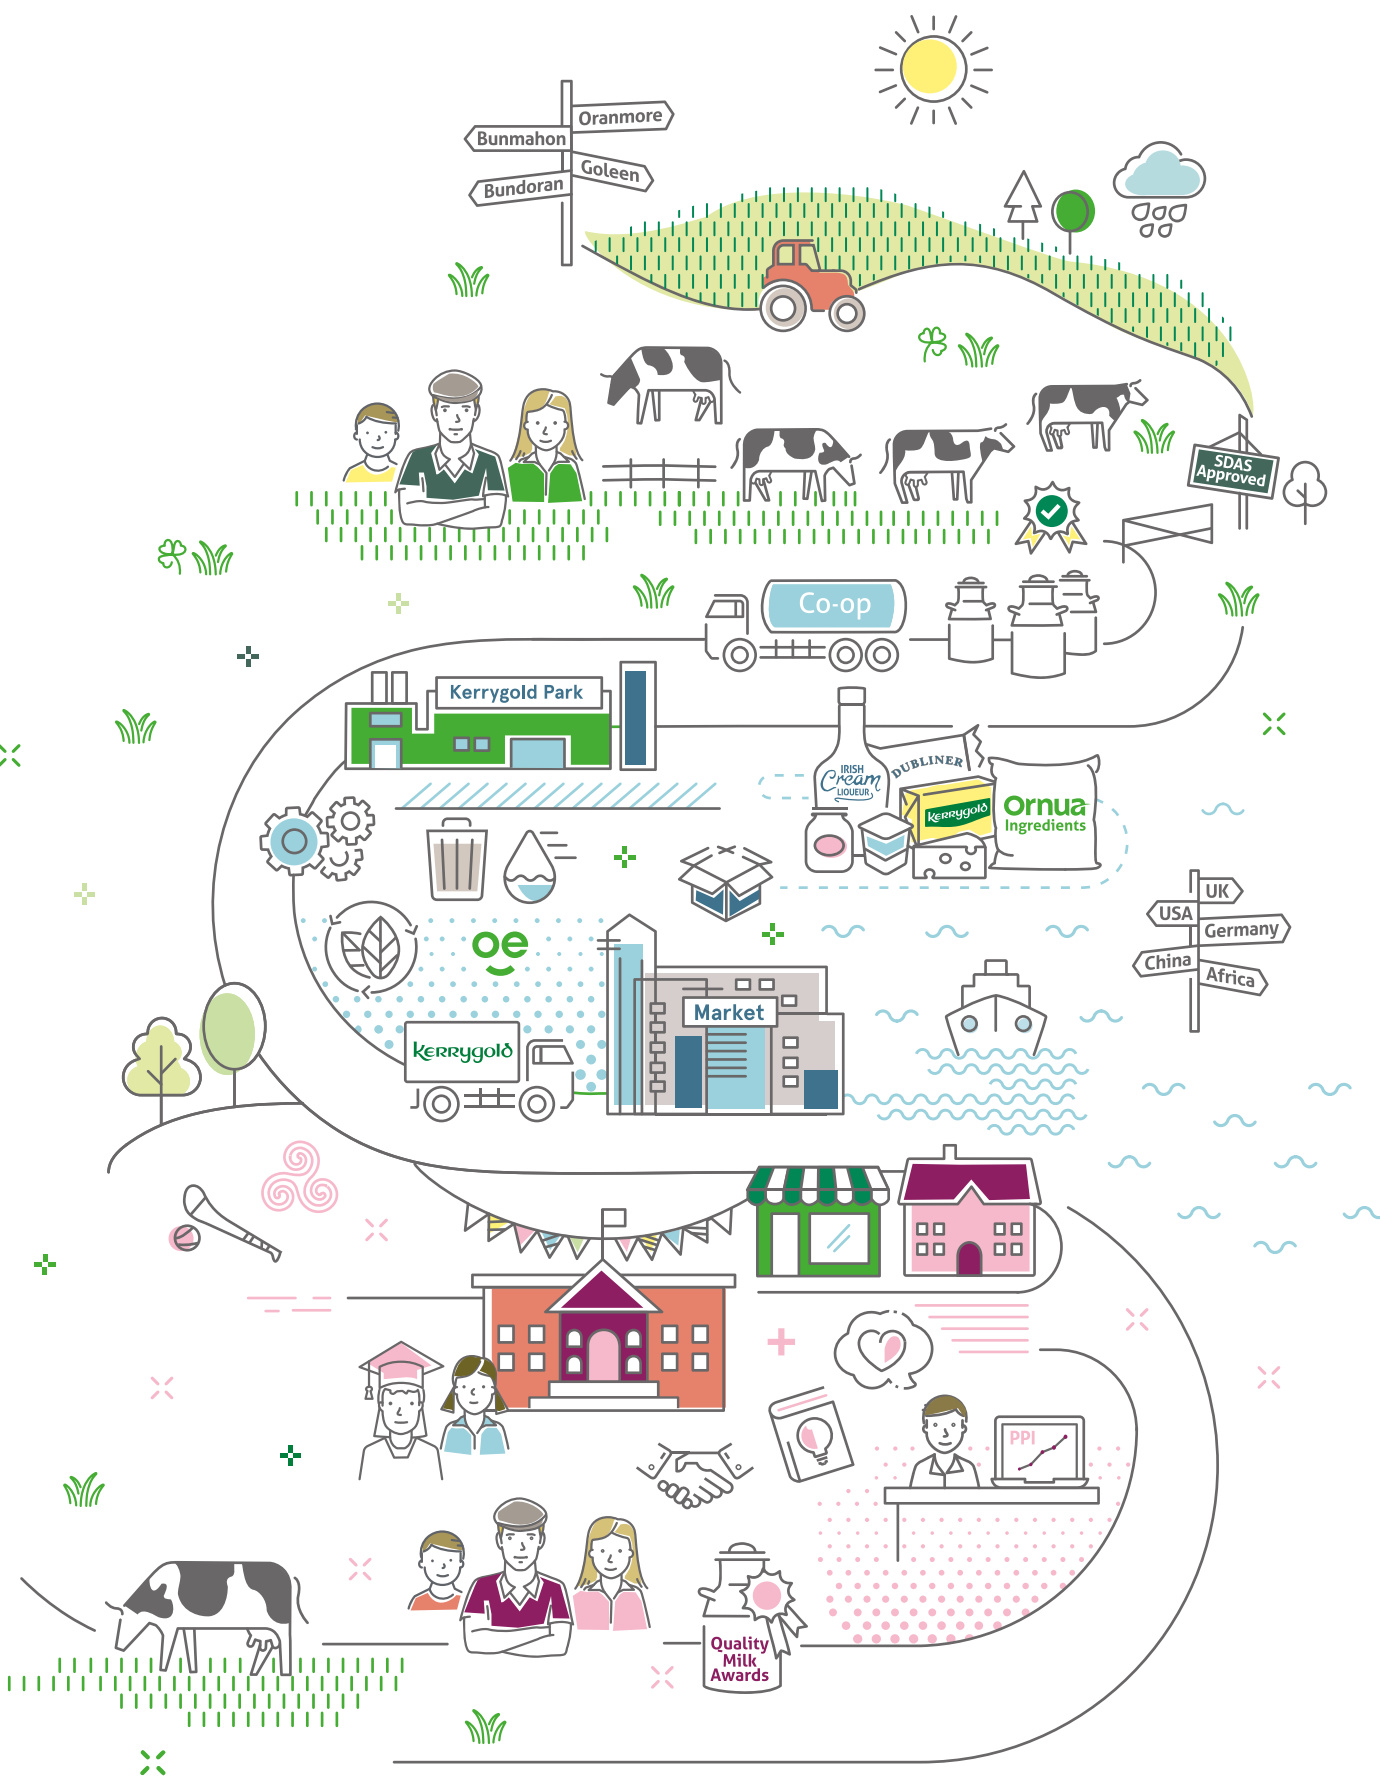 Oranmore
Bunmahon
Goleen
Bundoran
SDAS
Approved
Co-op
Kerrygold Park
IRISH
Cream
LIQUEUR
DUBLINER
Kerrygold
Ornua
Ingredients
UK
USA
Germany
China
Africa
oe
Market
Kerrygold
PPI
Quality
Milk
Awards